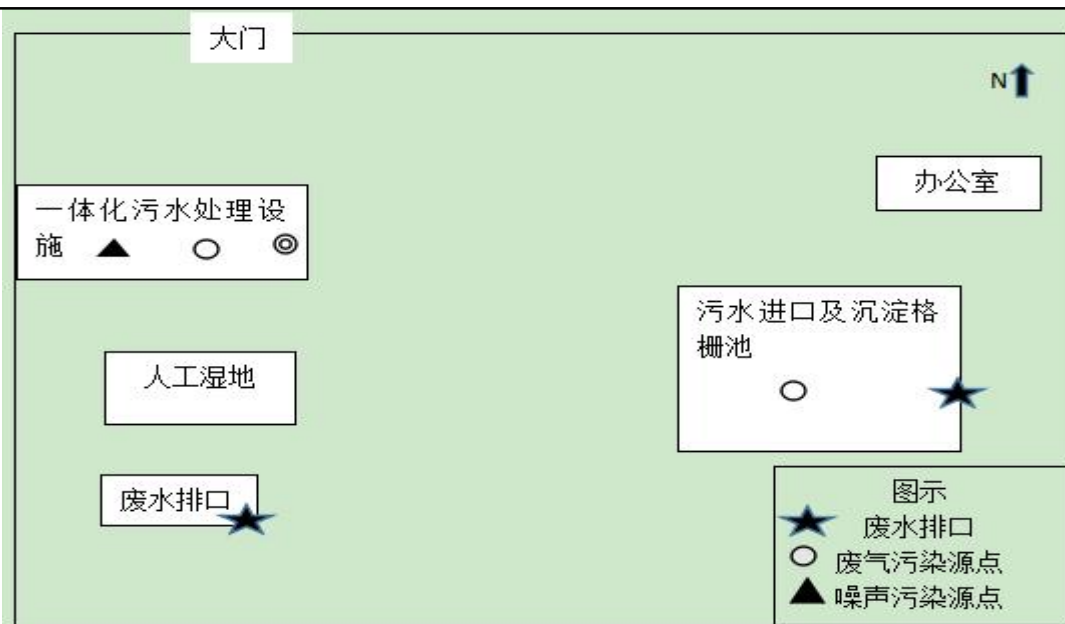 大门
N
办公室
一体化污水处理设
施
污水进口及沉淀格
栅池
人工湿地
废水排口
图示
废水排口
废气污染源点
噪声污染源点